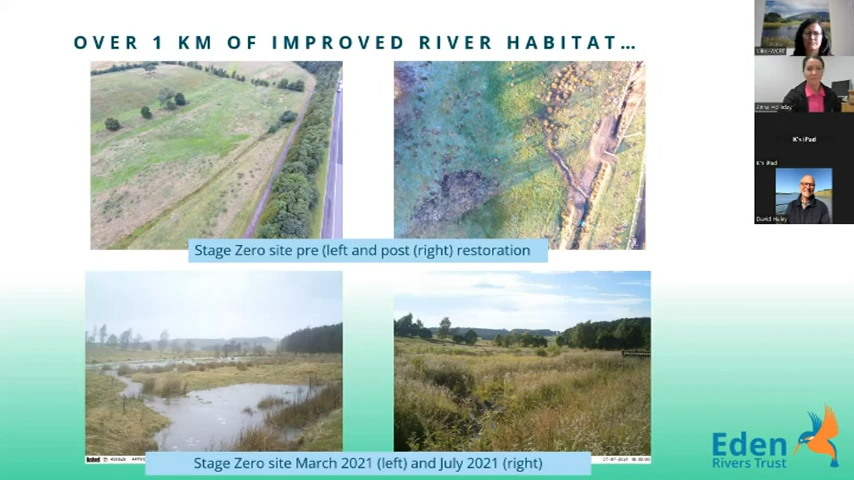 OVER 1 KM OF IMPROVED RIVER HABITAT...
Stage Zero site pre (left and post (right) restoration
Stage Zero site March 2021 (left) and July 2021 (right)
Eden
Rivers Trust
K's iPad
K's iPad
David Haley